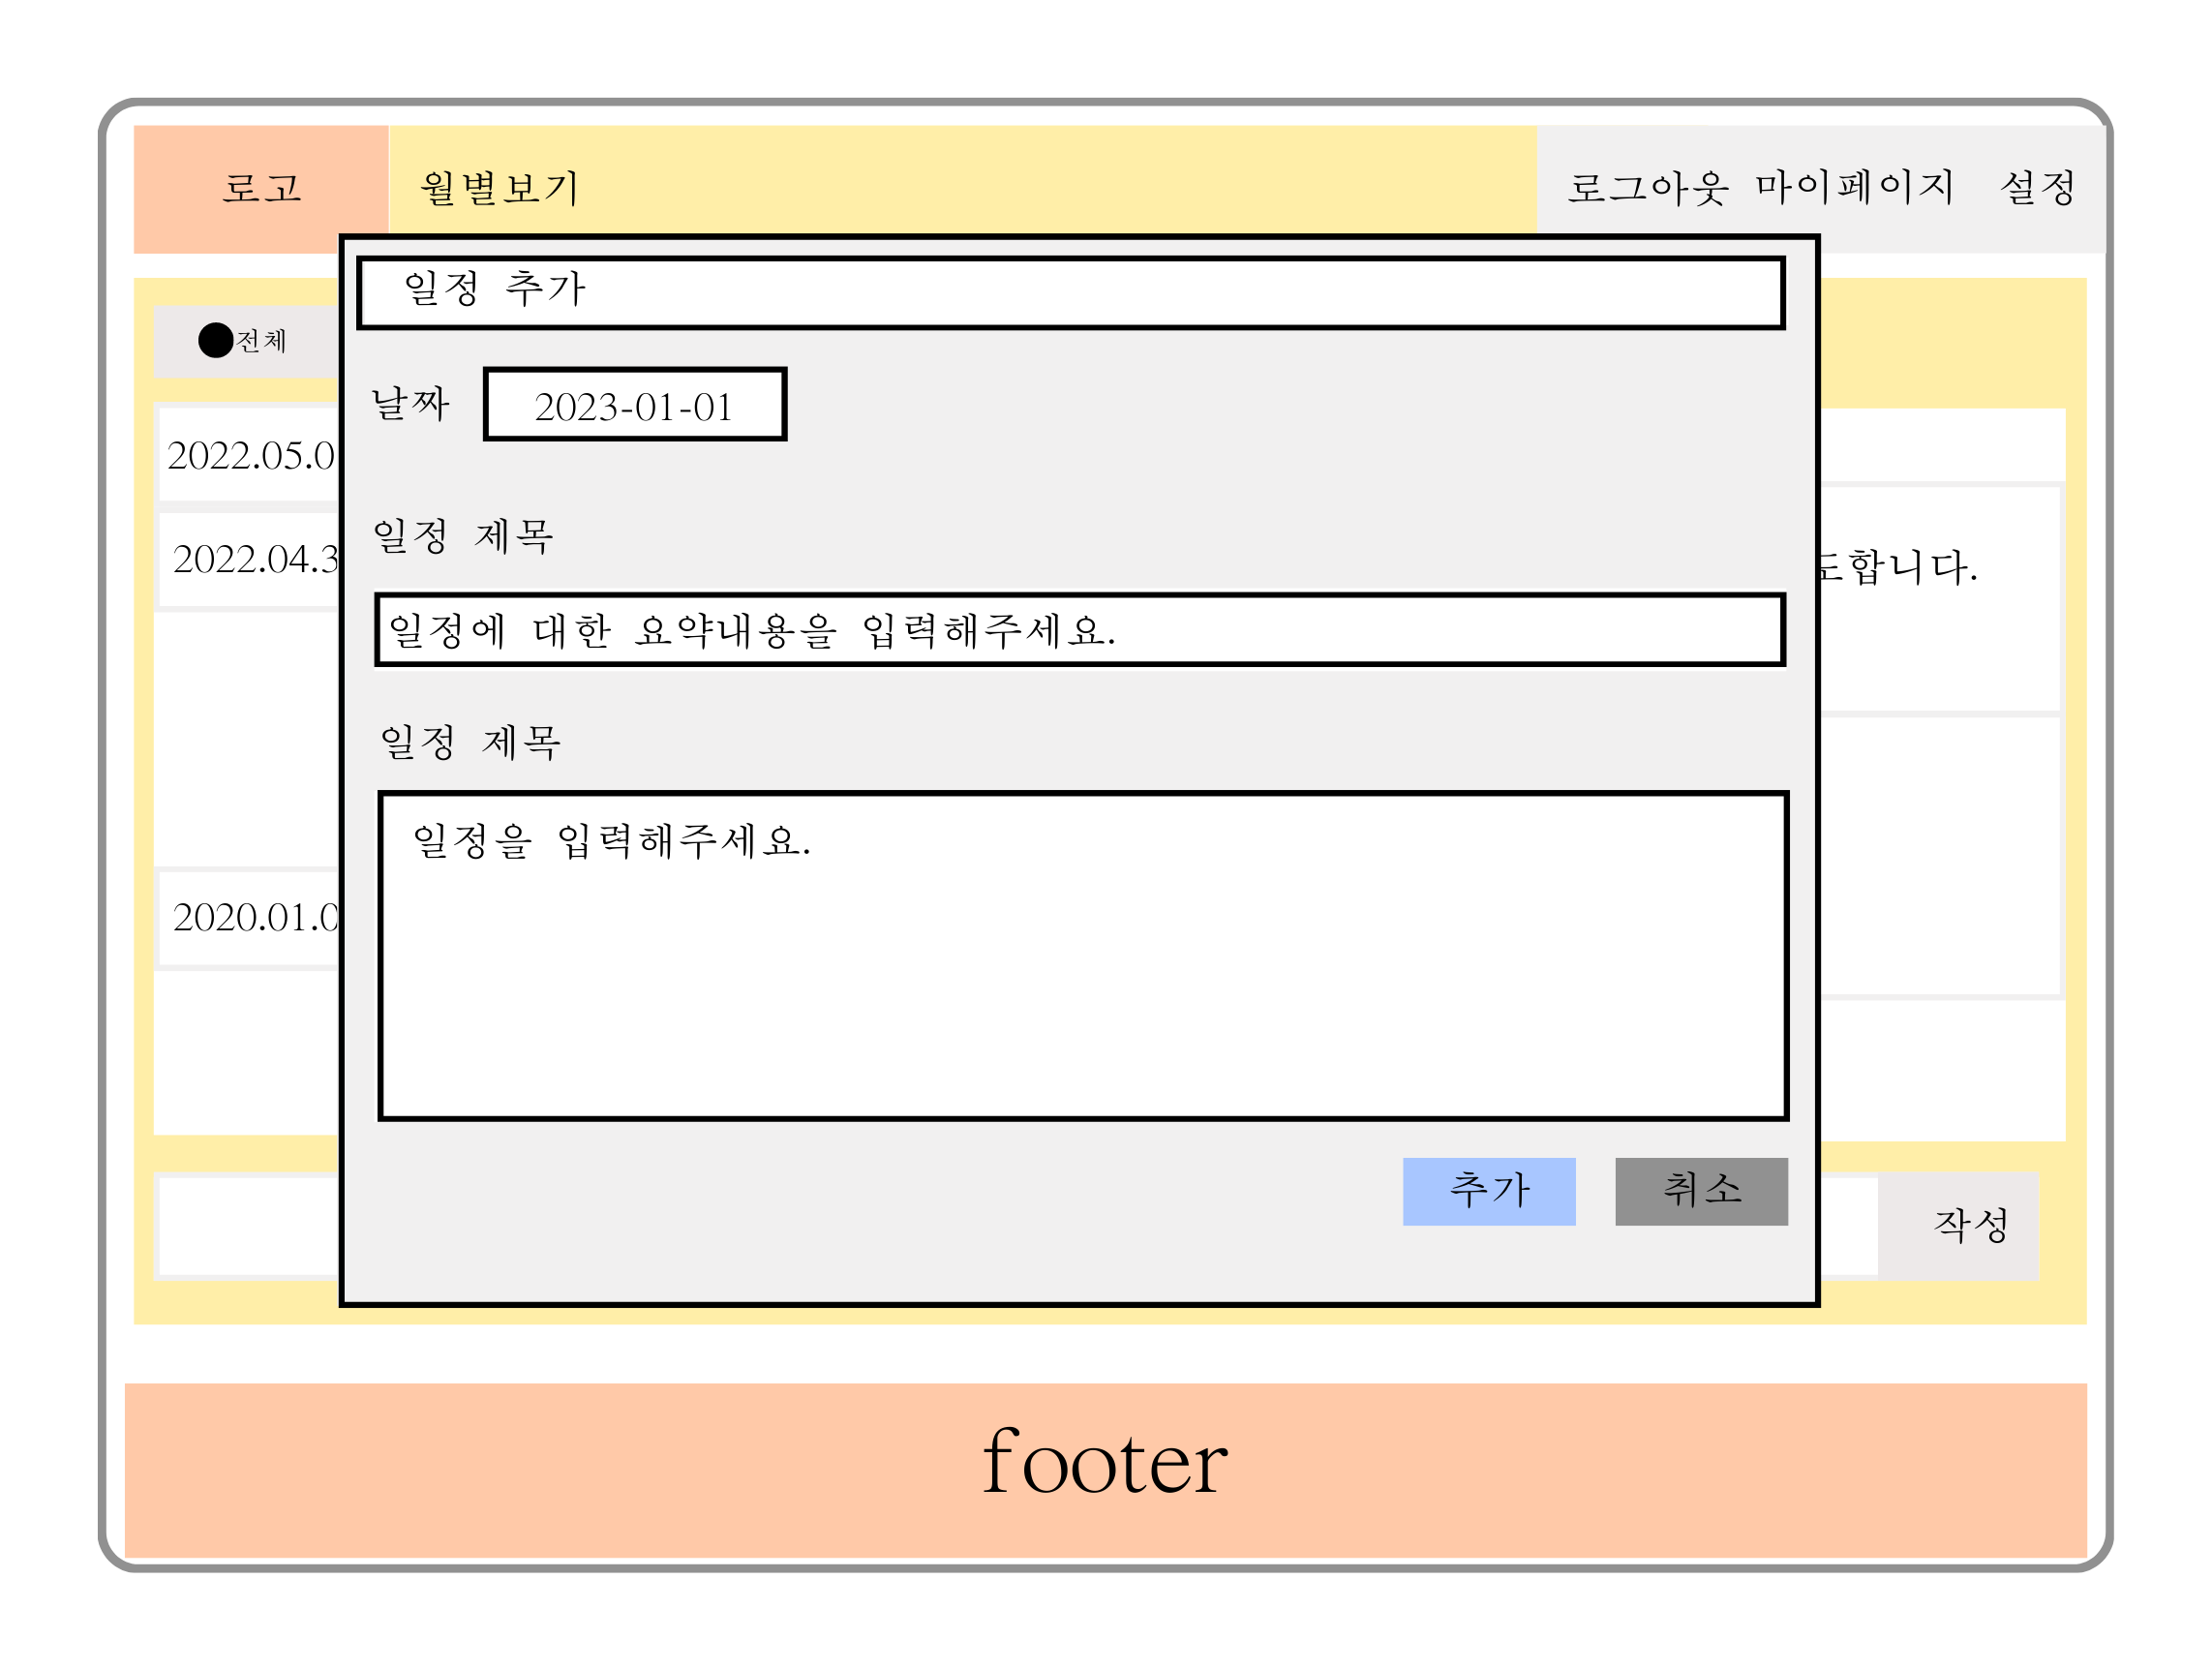 로고
월별보기
로그아웃 마이페이지 설정
일정 추가
●전체
날짜 2023-01-01
2022.05.0
2022.04.3
2020.01.0
일정 제목
일정에 대한 요약내용을 입력해주세요.
일정 제목
일정을 입력해주세요.
추가 취소
도합니다.
작성
footer